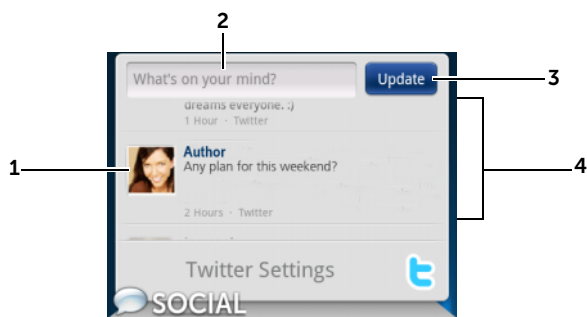 2
What's on your mind?
Update
3
dreams everyone. :)
1 Hour · Twitter
Author
1
Any plan for this weekend?
4
2 Hours · Twitter
Twitter Settings
SOCIAL